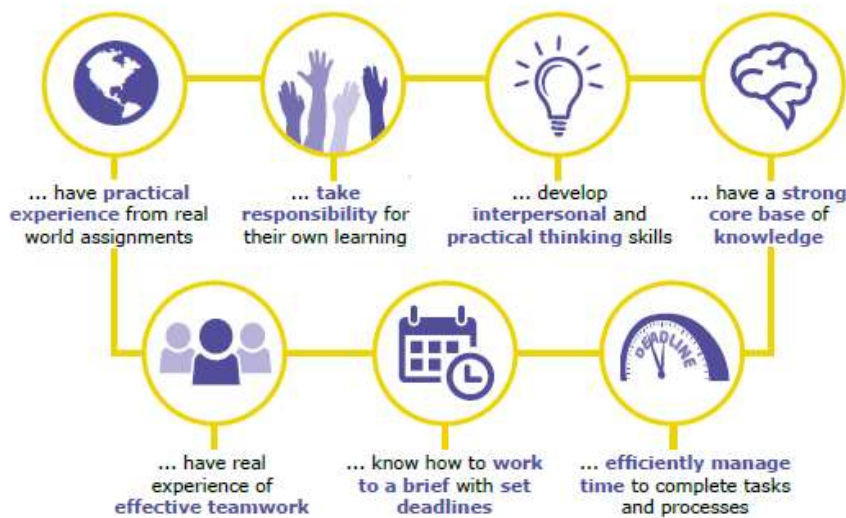 ... have practical
experience from real
world assignments
... take
responsibility for
their own learning
... develop
interpersonal and
practical thinking skills
... have a strong
core base of
knowledge
DEADLINE
... have real
experience of
effective teamwork
... know how to work
to a brief with set
deadlines
... efficiently manage
time to complete tasks
and processes